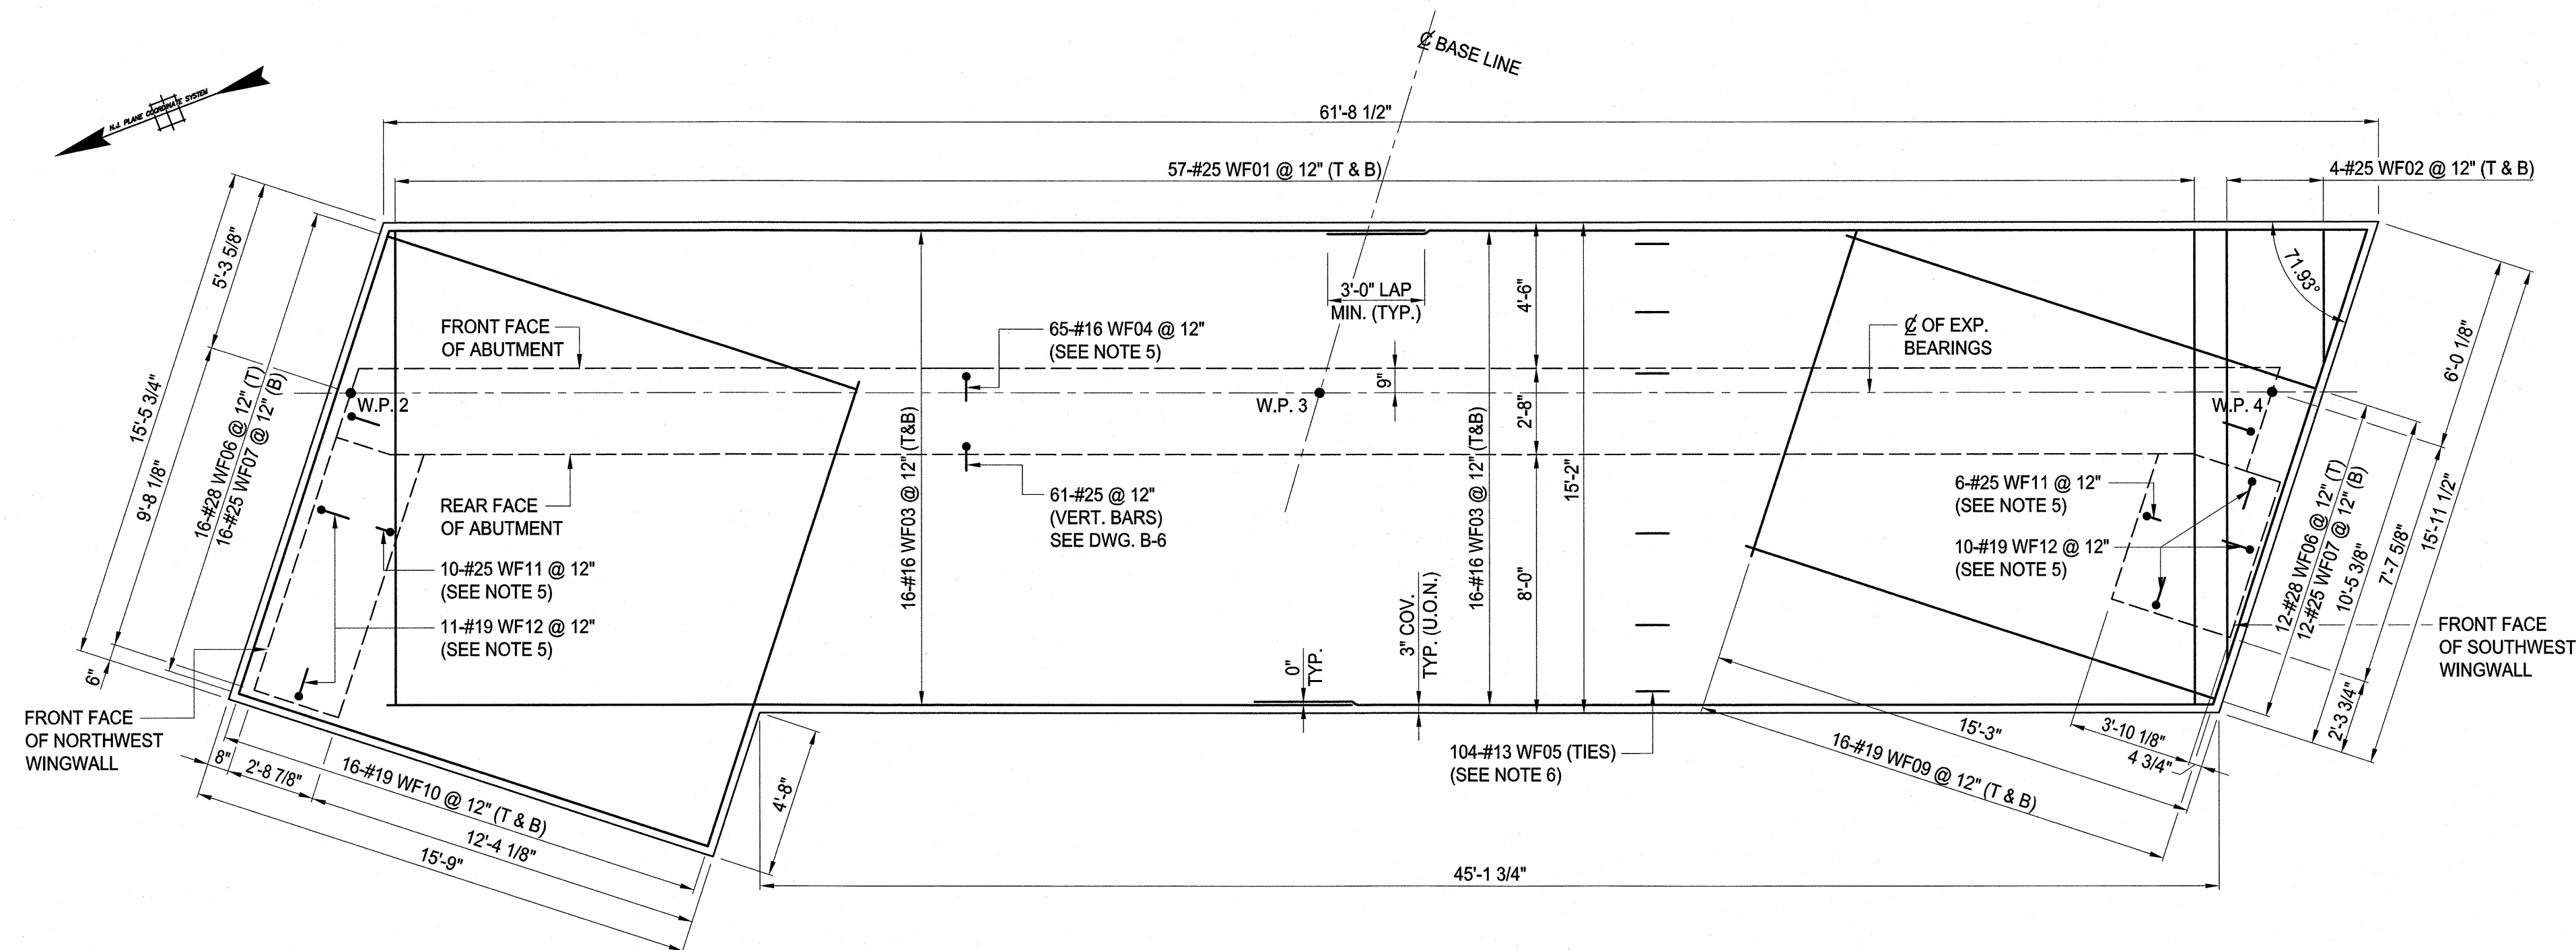 ℄ BASE LINE
N.J. PLANE COORDINATE SYSTEM
61'-8 1/2"
57-#25 WF01 @ 12" (T & B)
4-#25 WF02 @ 12" (T & B)
5'-3 5/8"
15'-5 3/4"
9'-8 1/8"
16-#28 WF06 @ 12" (T)
16-#25 WF07 @ 12" (B)
6"
FRONT FACE
OF ABUTMENT
65-#16 WF04 @ 12"
(SEE NOTE 5)
3'-0" LAP
MIN. (TYP.)
4'-6"
71.93°
℄ OF EXP.
BEARINGS
6'-0 1/8"
9"
W.P. 2
W.P. 3
W.P. 4
2'-8"
16-#16 WF03 @ 12" (T&B)
16-#16 WF03 @ 12" (T&B)
15'-2"
REAR FACE
OF ABUTMENT
61-#25 @ 12"
(VERT. BARS)
SEE DWG. B-6
6-#25 WF11 @ 12"
(SEE NOTE 5)
10-#19 WF12 @ 12"
(SEE NOTE 5)
10-#25 WF11 @ 12"
(SEE NOTE 5)
11-#19 WF12 @ 12"
(SEE NOTE 5)
8'-0"
0"
TYP.
3" COV.
TYP. (U.O.N.)
12-#28 WF06 @ 12" (T)
12-#25 WF07 @ 12" (B)
10'-5 3/8"
7'-7 5/8"
15'-11 1/2"
2'-3 3/4"
FRONT FACE
OF SOUTHWEST
WINGWALL
FRONT FACE
OF NORTHWEST
WINGWALL
8"
2'-8 7/8"
16-#19 WF10 @ 12" (T & B)
12'-4 1/8"
15'-9"
4'-8"
104-#13 WF05 (TIES)
(SEE NOTE 6)
15'-3"
16-#19 WF09 @ 12" (T & B)
3'-10 1/8"
4 3/4"
45'-1 3/4"